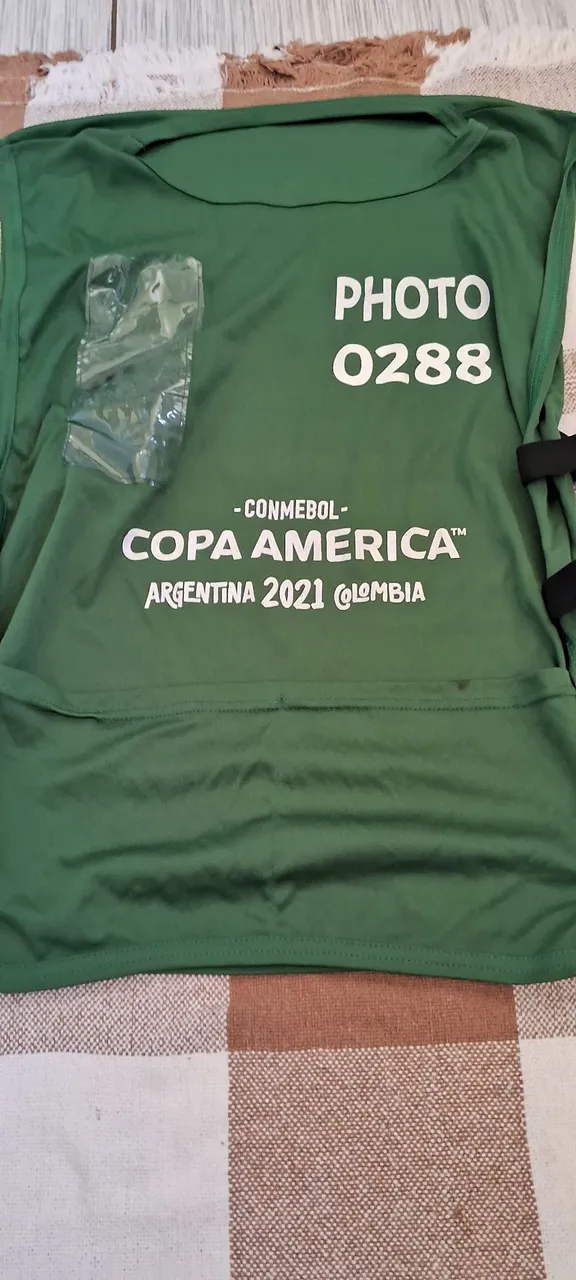 PHOTO
0288
-CONMEBOL-
COPA AMERICA™
ARGENTINA 2021 COLOMBIA